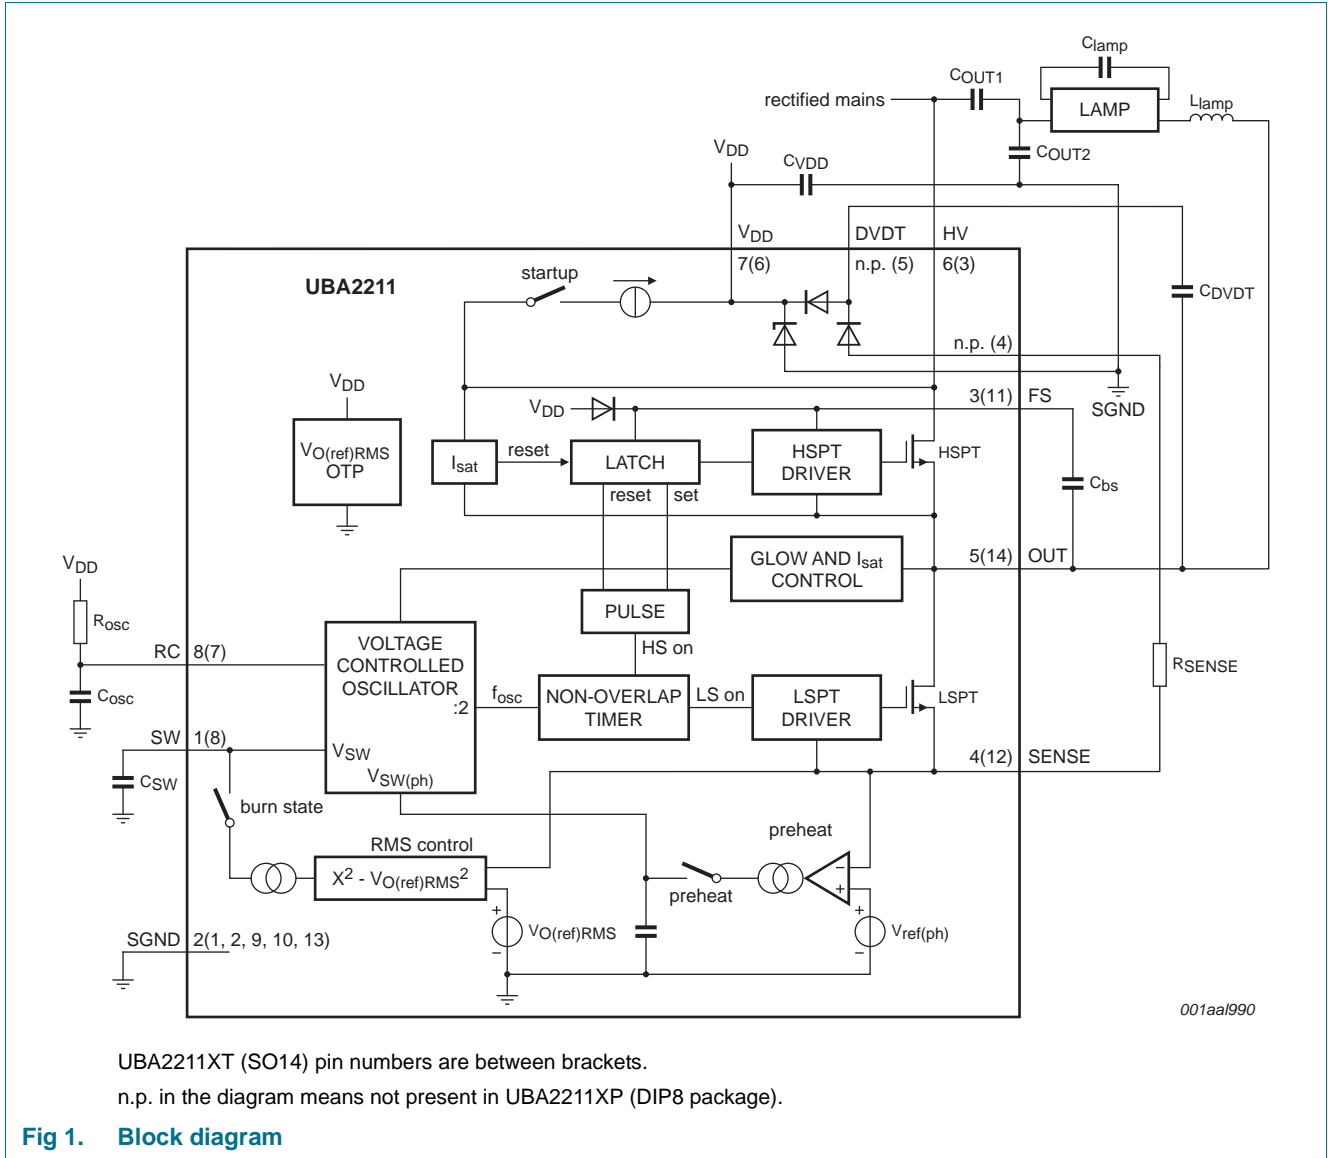 Clamp
COUT1
rectified mains
LAMP
Llamp
VDD
CVDD
COUT2
VDD
DVDT
HV
7(6)
n.p. (5)
6(3)
UBA2211
startup
CDVDT
n.p. (4)
VDD
VDD
3(11)
FS
SGND
VO(ref)RMS
OTP
Isat
reset
LATCH
HSPT
DRIVER
HSPT
reset
set
Cbs
VDD
GLOW AND Isat
CONTROL
5(14)
OUT
Rosc
PULSE
RC
8(7)
VOLTAGE
CONTROLLED
OSCILLATOR
:2
HS on
RSENSE
Cosc
fosc
NON-OVERLAP
TIMER
LS on
LSPT
DRIVER
LSPT
SW
1(8)
VSW
VSW(ph)
4(12)
SENSE
CSW
burn state
RMS control
preheat
X2 - VO(ref)RMS2
preheat
+
−
VO(ref)RMS
−
+
+
−
Vref(ph)
SGND
2(1, 2, 9, 10, 13)
001aal990
UBA2211XT (SO14) pin numbers are between brackets.
n.p. in the diagram means not present in UBA2211XP (DIP8 package).
Fig 1. Block diagram